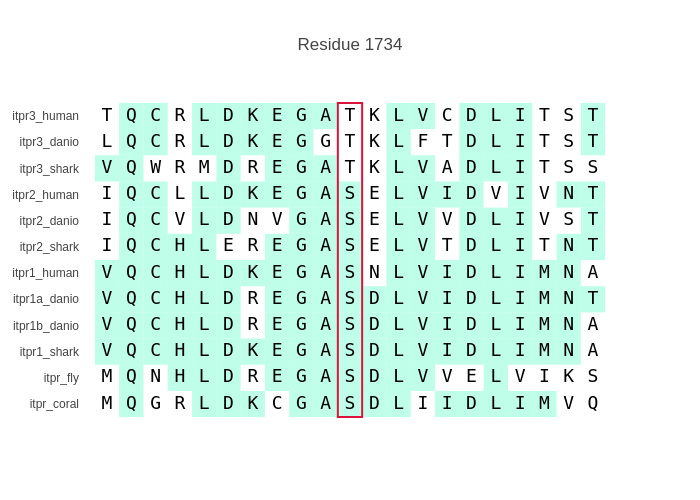 Residue 1734
itpr3_human T Q C R L D K E G A T K L V C D L I T S T
itpr3_danio L Q C R L D K E G G T K L F T D L I T S T
itpr3_shark V Q W R M D R E G A T K L V A D L I T S S
itpr2_human I Q C L L D K E G A S E L V I D V I V N T
itpr2_danio I Q C V L D N V G A S E L V V D L I V S T
itpr2_shark I Q C H L E R E G A S E L V T D L I T N T
itpr1_human V Q C H L D K E G A S N L V I D L I M N A
itpr1a_danio V Q C H L D R E G A S D L V I D L I M N T
itpr1b_danio V Q C H L D R E G A S D L V I D L I M N A
itpr1_shark V Q C H L D K E G A S D L V I D L I M N A
itpr_fly M Q N H L D R E G A S D L V V E L V I K S
itpr_coral M Q G R L D K C G A S D L I I D L I M V Q